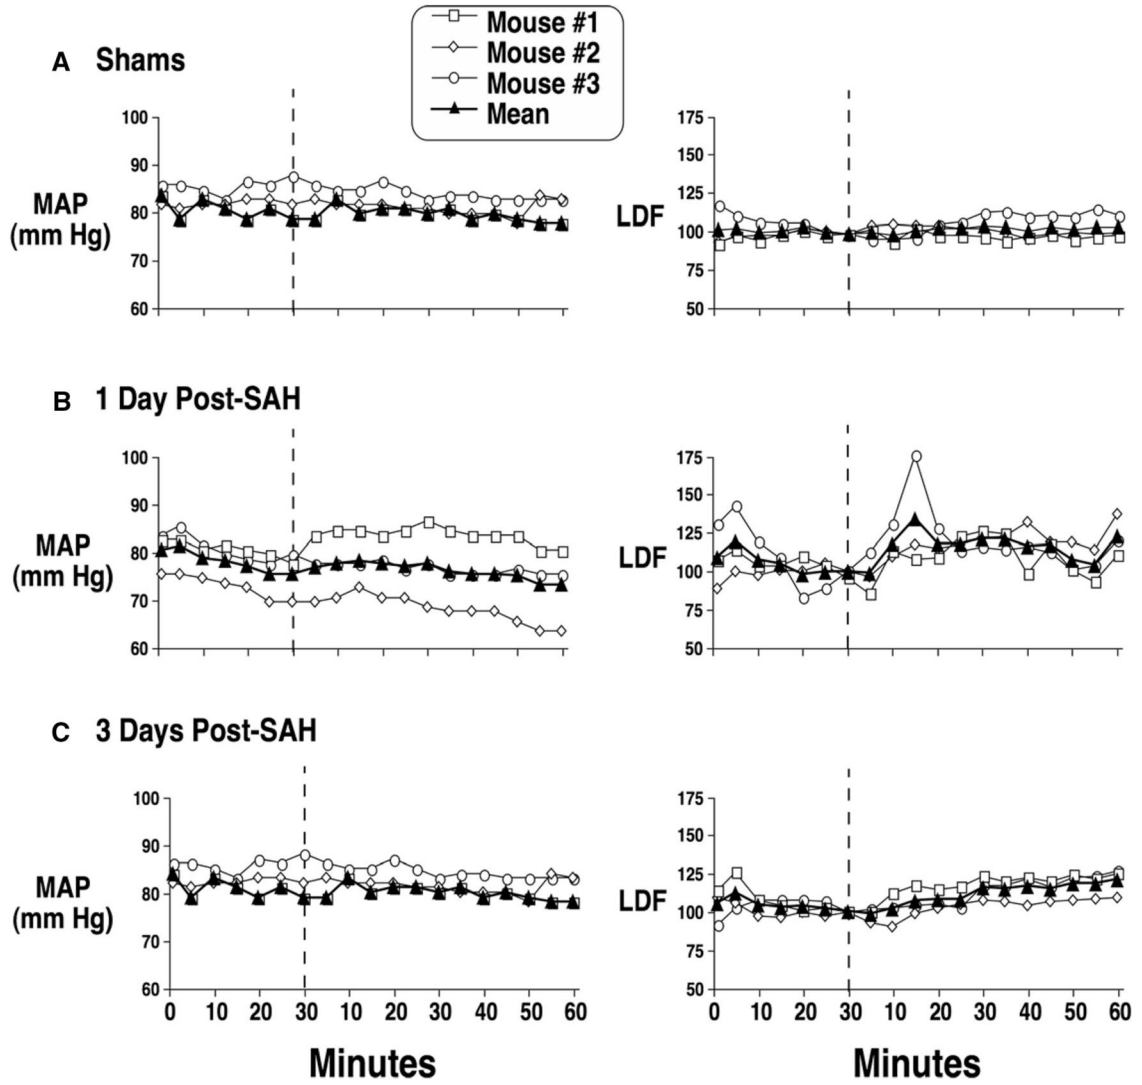 Mouse #1
Mouse #2
Mouse #3
Mean
A Shams
MAP
(mm Hg)
100
90
80
70
60
LDF
175
150
125
100
75
50
B 1 Day Post-SAH
MAP
(mm Hg)
100
90
80
70
60
LDF
175
150
125
100
75
50
C 3 Days Post-SAH
MAP
(mm Hg)
100
90
80
70
60
0 10 20 30 10 20 30 40 50 60
Minutes
LDF
175
150
125
100
75
50
0 10 20 30 10 20 30 40 50 60
Minutes